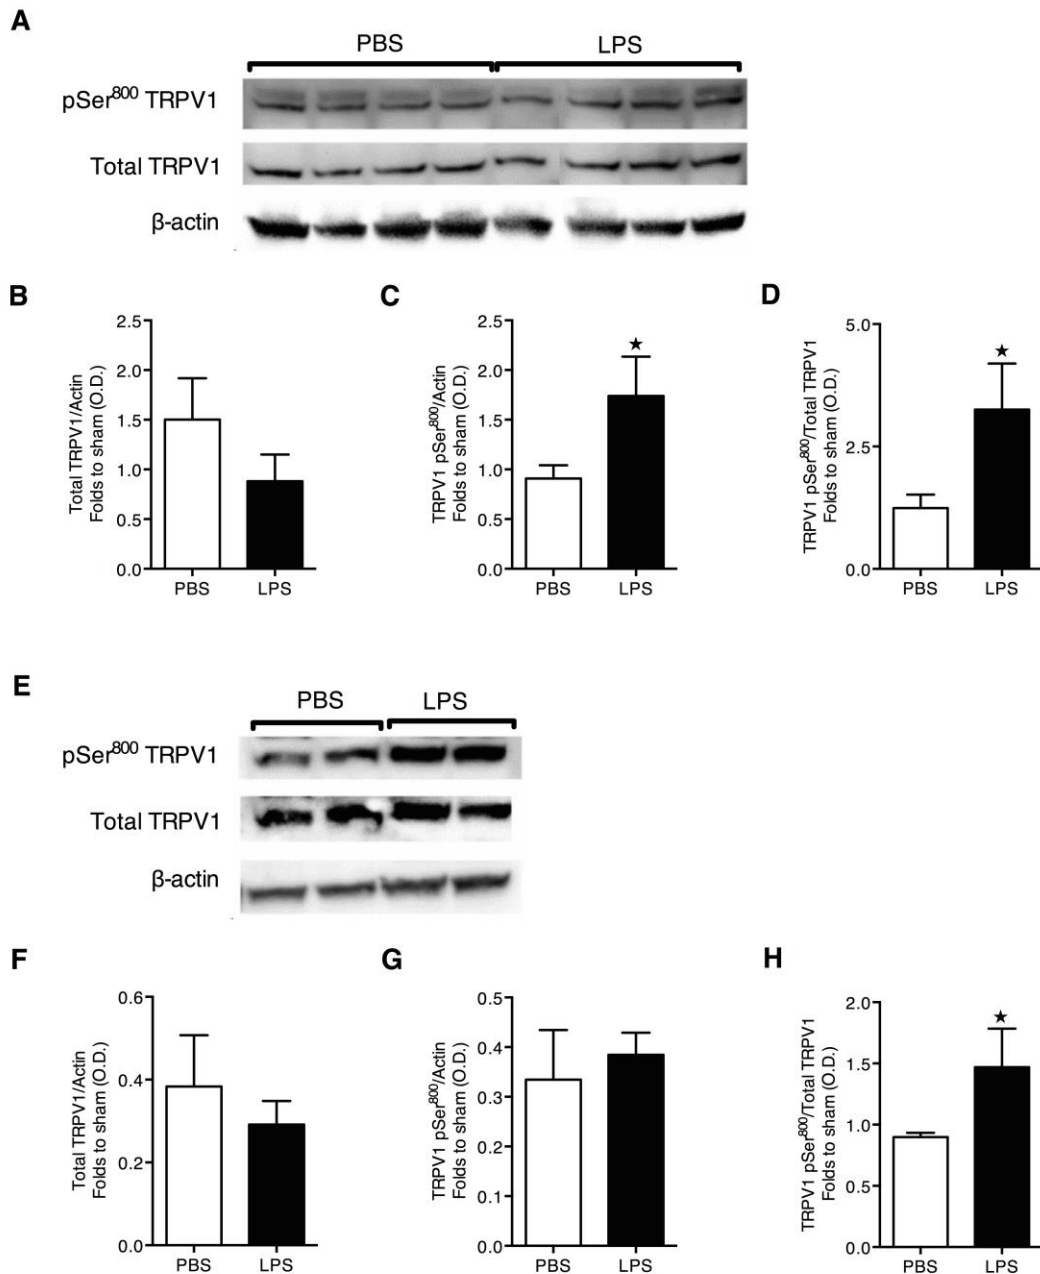 A
PBS LPS
pSer800 TRPV1
Total TRPV1
β-actin
B
Total TRPV1/Actin
Folds to sham (O.D.)
2.5
2.0
1.5
1.0
0.5
0.0
PBS LPS
C
TRPV1 pSer800/Actin
Folds to sham (O.D.)
2.5
2.0
1.5
1.0
0.5
0.0
★
PBS LPS
D
TRPV1 pSer800/Total TRPV1
Folds to sham (O.D.)
5.0
2.5
0.0
★
PBS LPS
E
PBS LPS
pSer800 TRPV1
Total TRPV1
β-actin
F
Total TRPV1/Actin
Folds to sham (O.D.)
0.6
0.4
0.2
0.0
PBS LPS
G
TRPV1 pSer800/Actin
Folds to sham (O.D.)
0.5
0.4
0.3
0.2
0.1
0.0
PBS LPS
H
TRPV1 pSer800/Total TRPV1
Folds to sham (O.D.)
2.0
1.5
1.0
0.5
0.0
★
PBS LPS